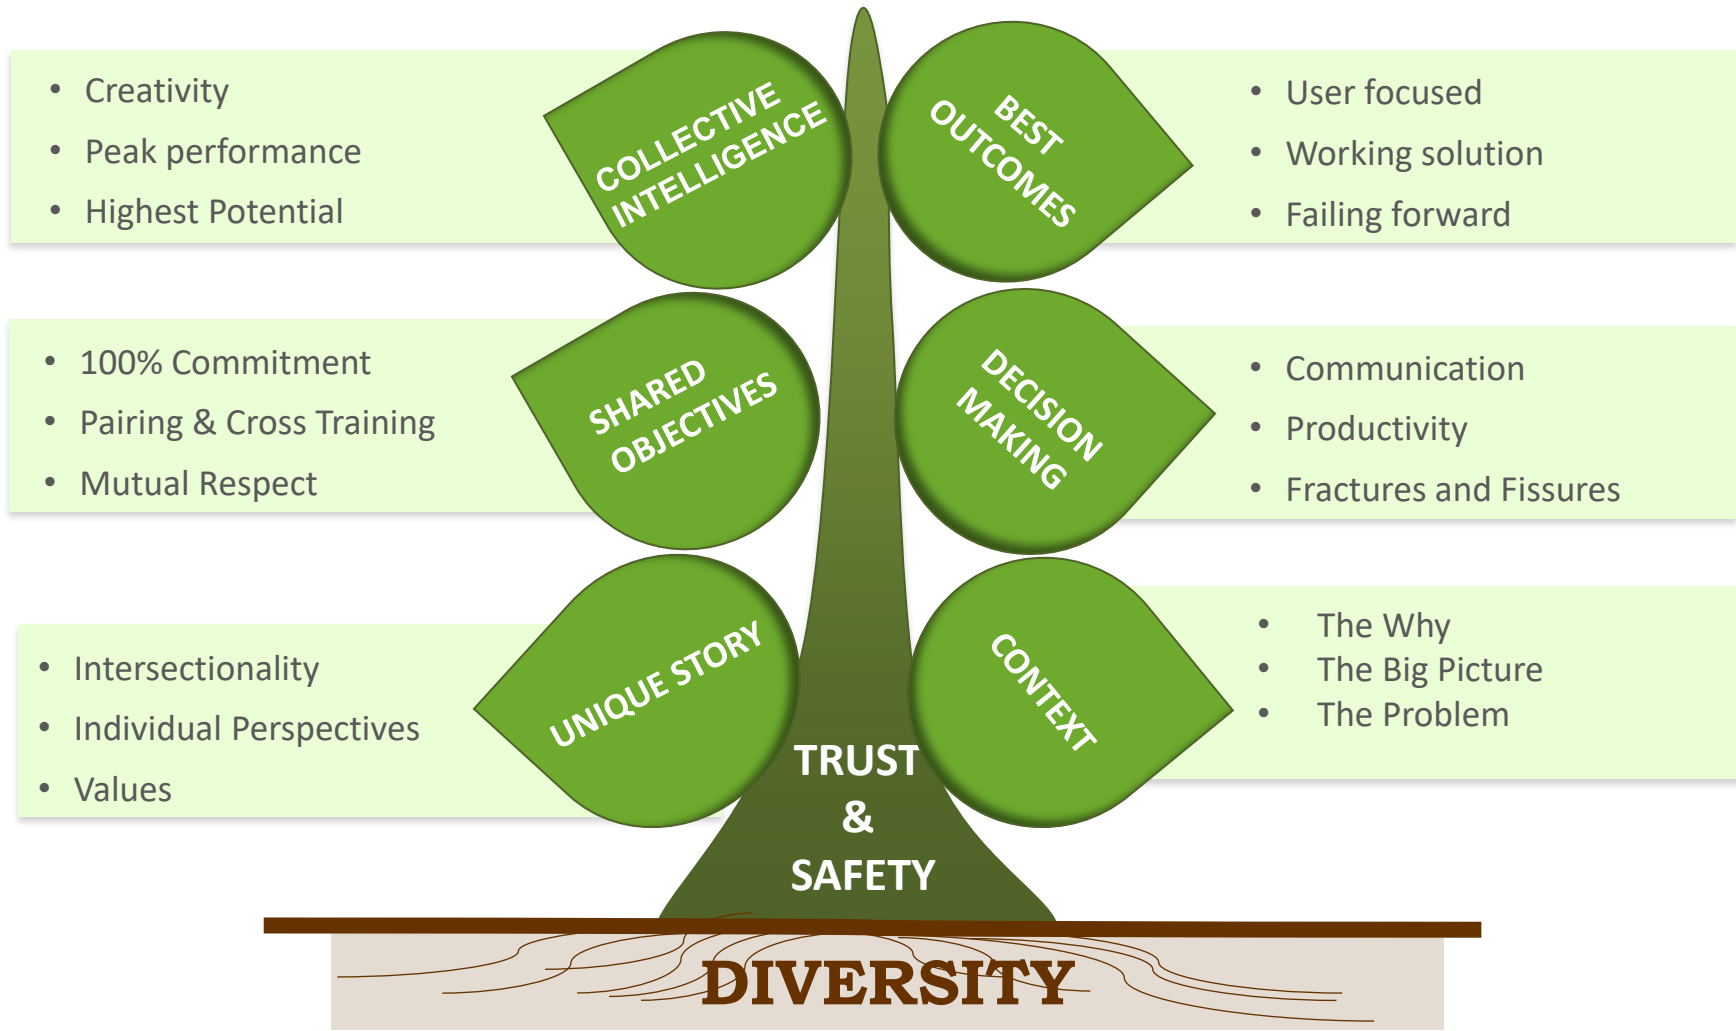 • Creativity
• Peak performance
• Highest Potential
COLLECTIVE
INTELLIGENCE
BEST
OUTCOMES
• User focused
• Working solution
• Failing forward
• 100% Commitment
• Pairing & Cross Training
• Mutual Respect
SHARED
OBJECTIVES
DECISION
MAKING
• Communication
• Productivity
• Fractures and Fissures
• Intersectionality
• Individual Perspectives
• Values
UNIQUE STORY
CONTEXT
• The Why
• The Big Picture
• The Problem
TRUST
&
SAFETY
DIVERSITY